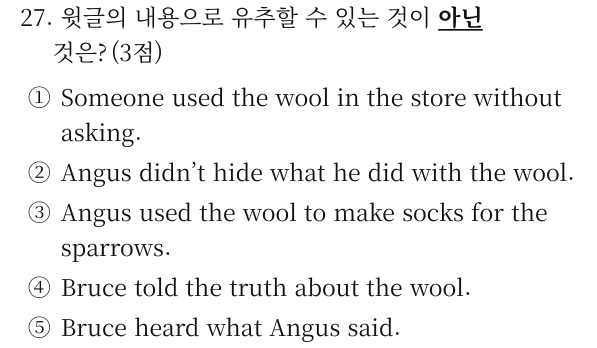 27. 윗글의 내용으로 유추할 수 있는 것이 아닌
것은? (3점)
① Someone used the wool in the store without
asking.
② Angus didn't hide what he did with the wool.
③ Angus used the wool to make socks for the
sparrows.
④ Bruce told the truth about the wool.
⑤ Bruce heard what Angus said.